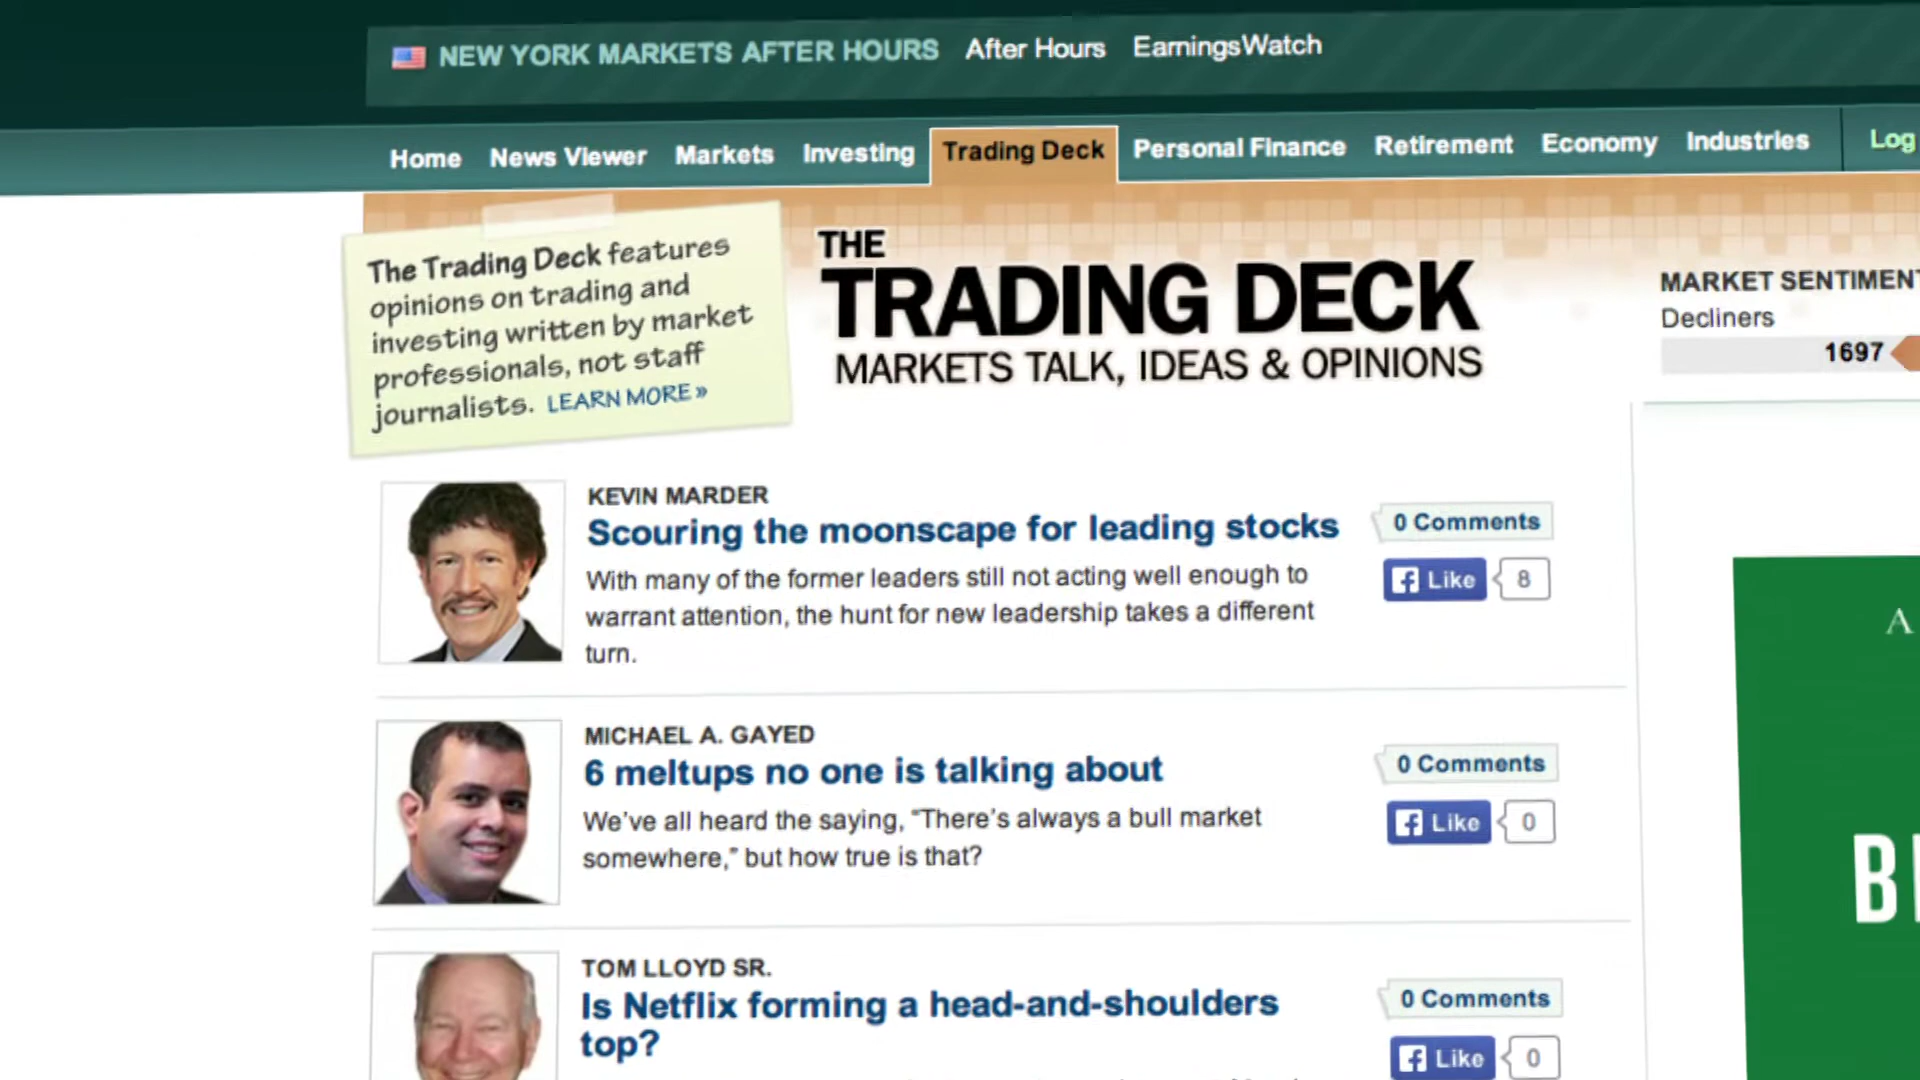 NEW YORK MARKETS AFTER HOURS After Hours EarningsWatch
Home News Viewer Markets Investing Trading Deck Personal Finance Retirement Economy Industries Log
The Trading Deck features
opinions on trading and
investing written by market
professionals, not staff
journalists. LEARN MORE »
THE
TRADING DECK
MARKETS TALK, IDEAS & OPINIONS
MARKET SENTIMENT
Decliners
1697
KEVIN MARDER
Scouring the moonscape for leading stocks
With many of the former leaders still not acting well enough to
warrant attention, the hunt for new leadership takes a different
turn.
0 Comments
Like 8
MICHAEL A. GAYED
6 meltups no one is talking about
We've all heard the saying, “There's always a bull market
somewhere,” but how true is that?
0 Comments
Like 0
TOM LLOYD SR.
Is Netflix forming a head-and-shoulders
top?
0 Comments
Like 0
A